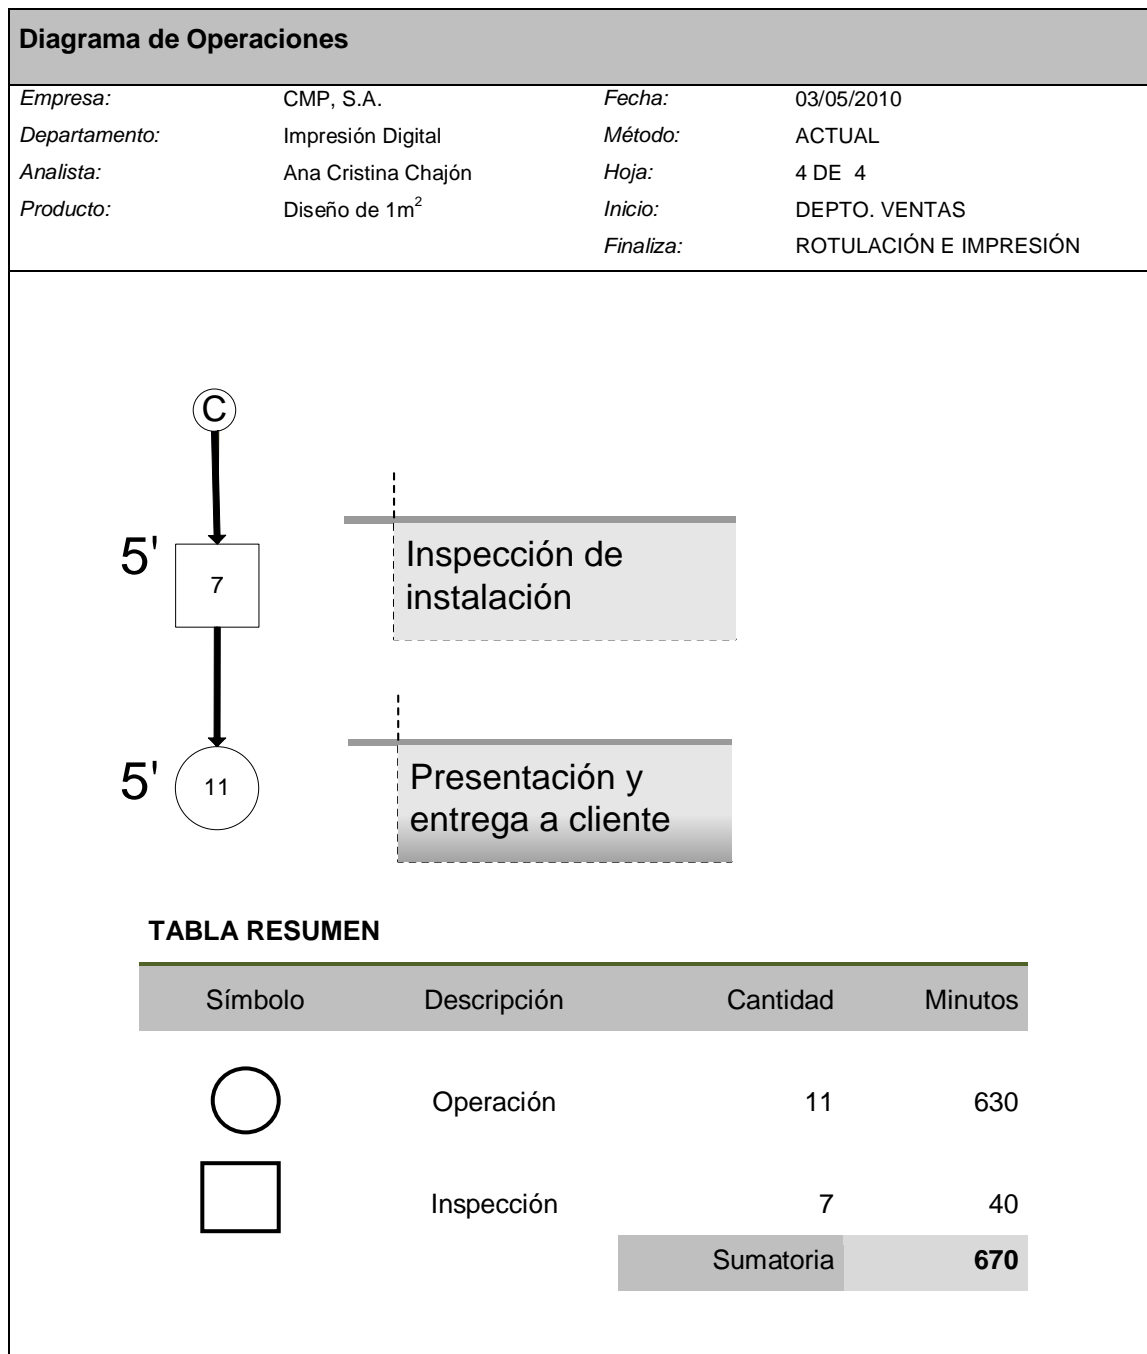 Diagrama de Operaciones
Empresa: CMP, S.A. Fecha: 03/05/2010
Departamento: Impresión Digital Método: ACTUAL
Analista: Ana Cristina Chajón Hoja: 4 DE 4
Producto: Diseño de 1m² Inicio: DEPTO. VENTAS
Finaliza: ROTULACIÓN E IMPRESIÓN
C
5' 7
Inspección de
instalación
5' 11
Presentación y
entrega a cliente
TABLA RESUMEN
Símbolo Descripción Cantidad Minutos
Operación 11 630
Inspección 7 40
Sumatoria 670